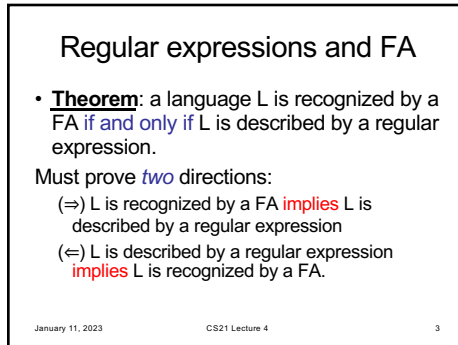 Regular expressions and FA
• Theorem: a language L is recognized by a
FA if and only if L is described by a regular
expression.
Must prove two directions:
(⇒) L is recognized by a FA implies L is
described by a regular expression
(⇐) L is described by a regular expression
implies L is recognized by a FA.
January 11, 2023 CS21 Lecture 4 3